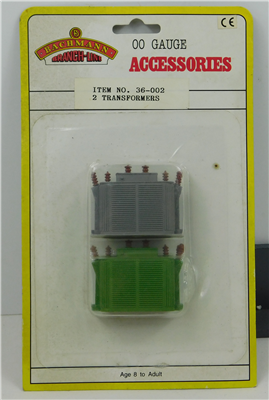 B
BACHMANN
BRANCH-LINE
CE
00 GAUGE
ACCESSORIES
ITEM NO. 36-002
2 TRANSFORMERS
Age 8 to Adult